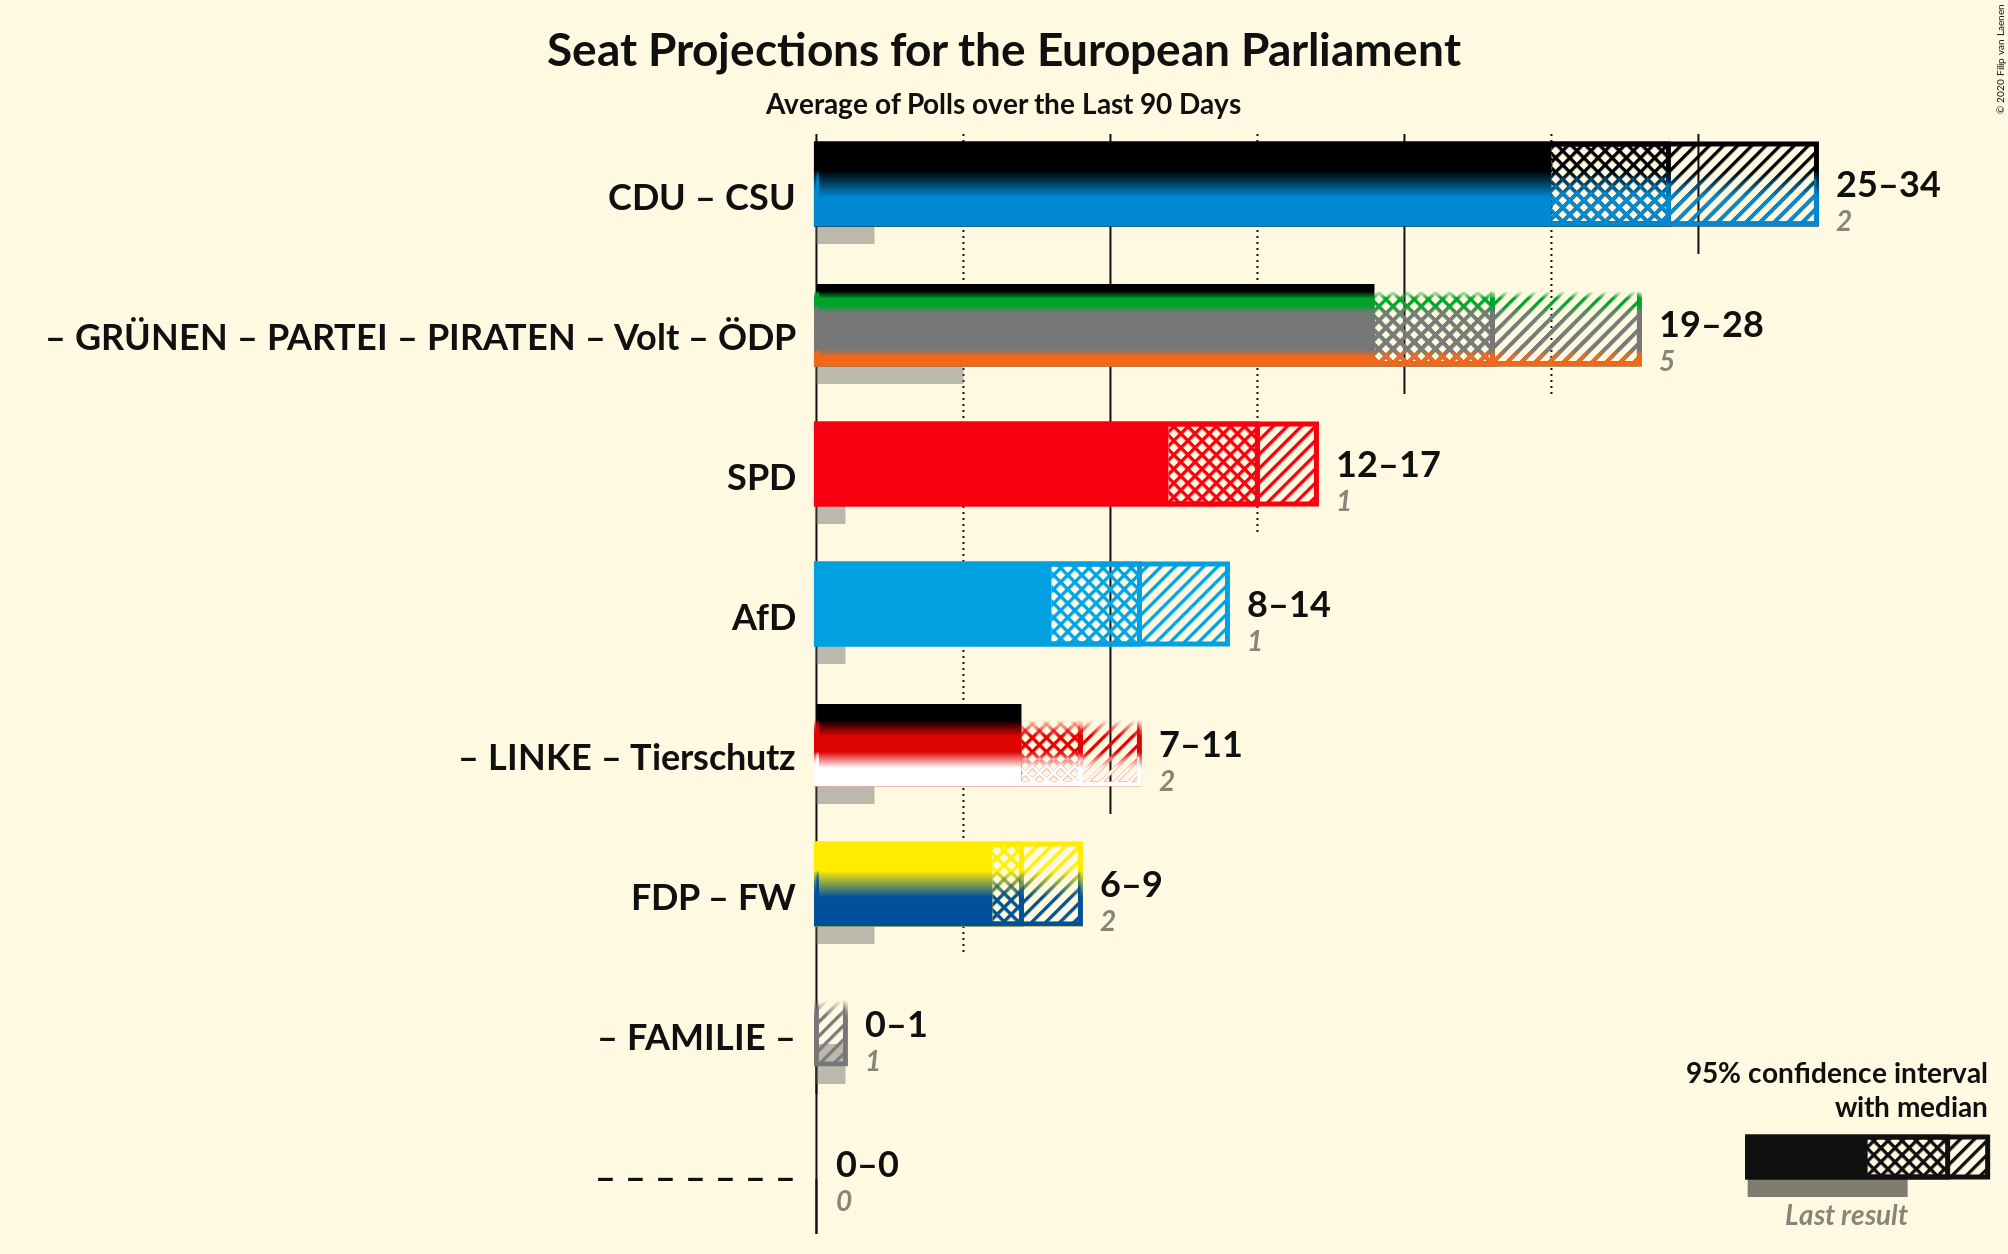 Seat Projections for the European Parliament
Average of Polls over the Last 90 Days
© 2020 Filip van Laenen
CDU – CSU
25–34
2
– GRÜNEN – PARTEI – PIRATEN – Volt – ÖDP
19–28
5
SPD
12–17
1
AfD
8–14
1
– LINKE – Tierschutz
7–11
2
FDP – FW
6–9
2
– FAMILIE –
0–1
1
– – – – – – –
0–0
0
95% confidence interval
with median
Last result